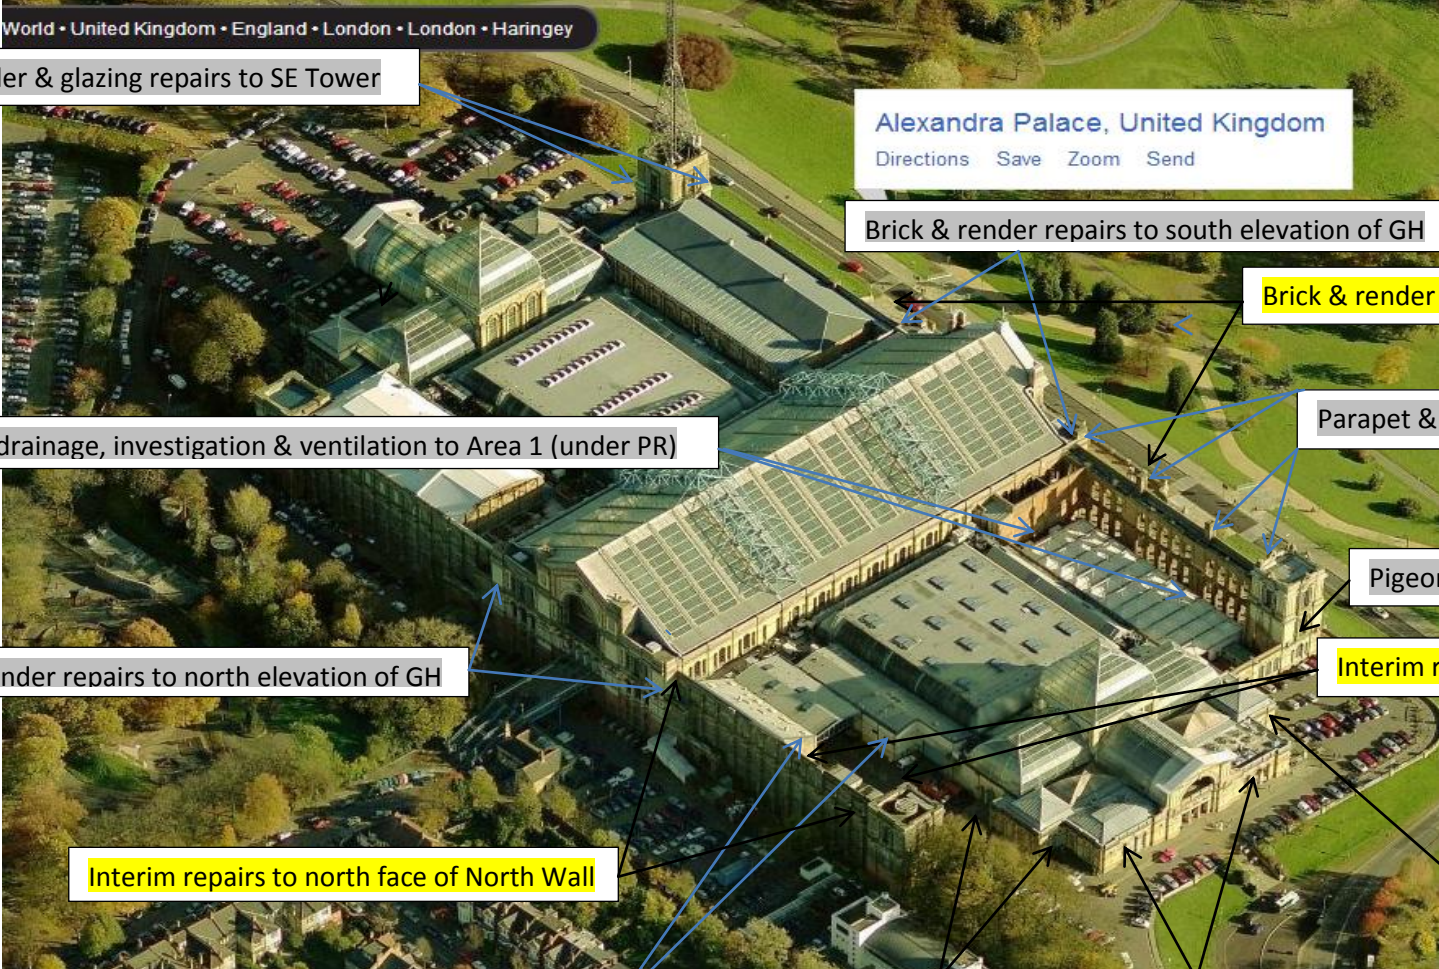 World • United Kingdom • England • London • London • Haringey
er & glazing repairs to SE Tower
Alexandra Palace, United Kingdom
Directions Save Zoom Send
Brick & render repairs to south elevation of GH
Brick & render
Parapet &
drainage, investigation & ventilation to Area 1 (under PR)
Pigeon
nder repairs to north elevation of GH
Interim r
Interim repairs to north face of North Wall